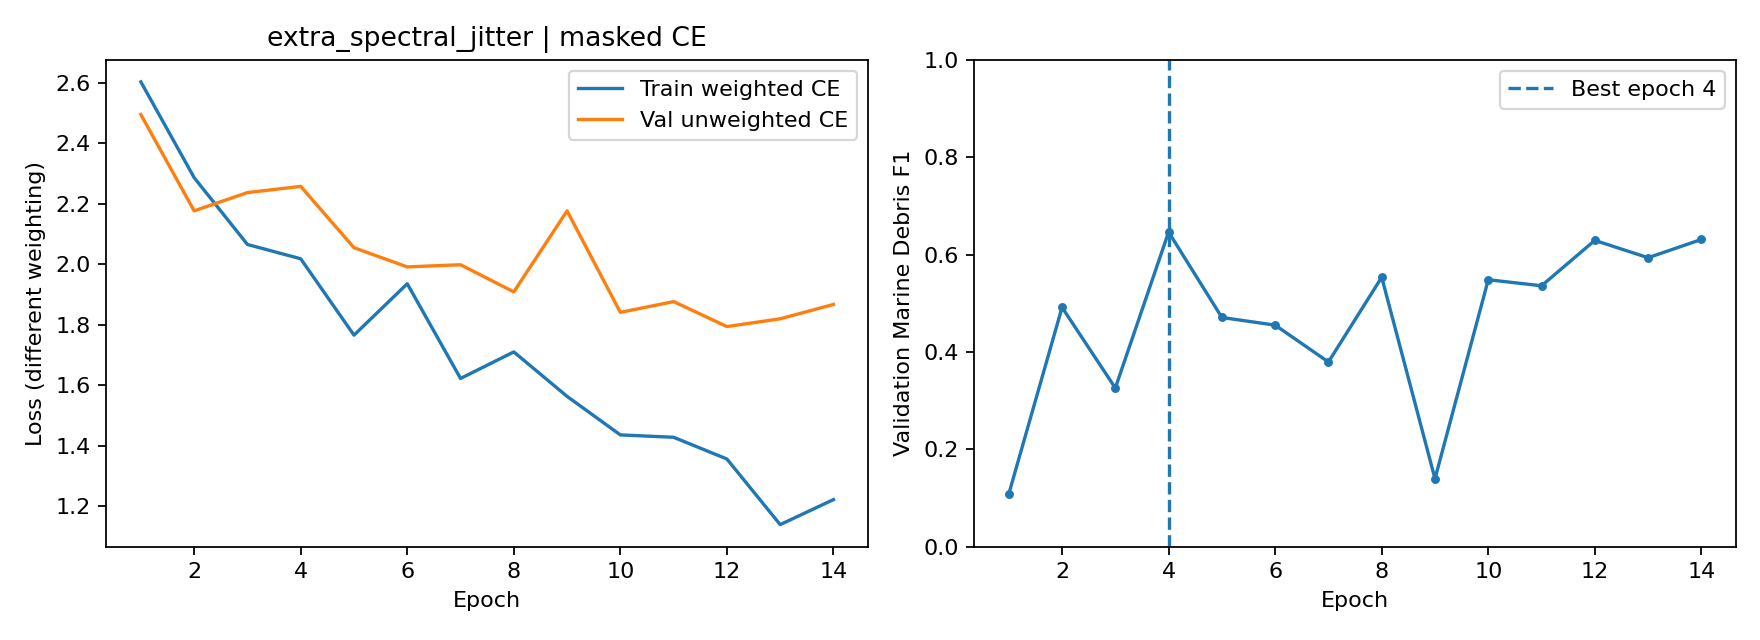 extra_spectral_jitter | masked CE
Train weighted CE
Val unweighted CE
Loss (different weighting)
2.6
2.4
2.2
2.0
1.8
1.6
1.4
1.2
2 4 6 8 10 12 14
Epoch
Best epoch 4
Validation Marine Debris F1
1.0
0.8
0.6
0.4
0.2
0.0
2 4 6 8 10 12 14
Epoch